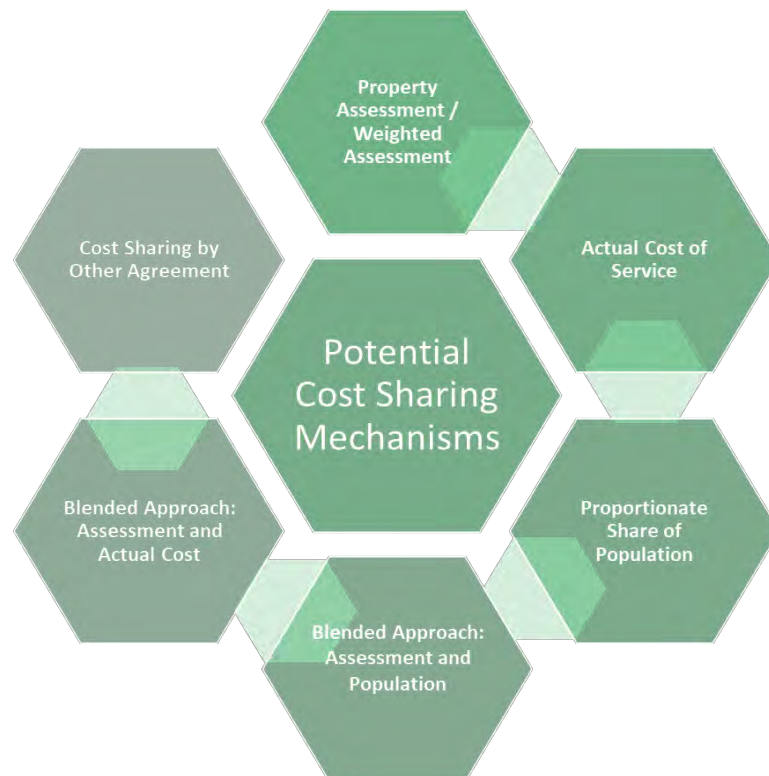 Property
Assessment /
Weighted
Assessment
Actual Cost of
Service
Proportionate
Share of
Population
Blended Approach:
Assessment and
Population
Blended Approach:
Assessment and
Actual Cost
Cost Sharing by
Other Agreement
Potential
Cost Sharing
Mechanisms